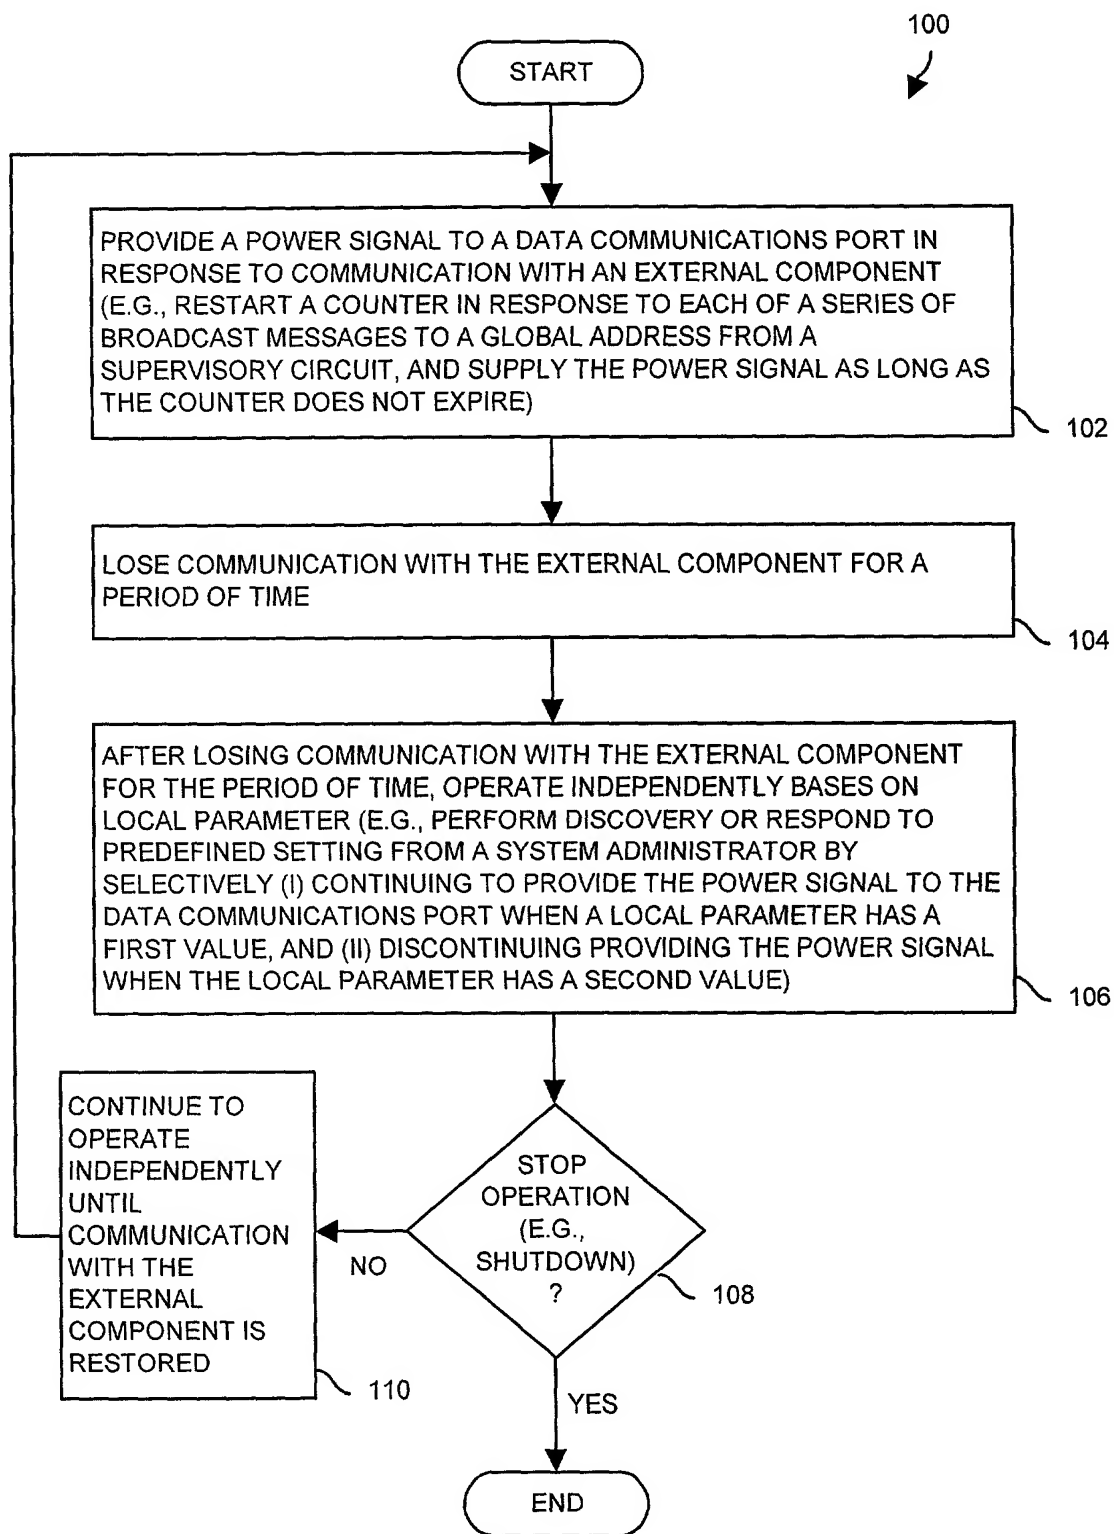 100
START
PROVIDE A POWER SIGNAL TO A DATA COMMUNICATIONS PORT IN
RESPONSE TO COMMUNICATION WITH AN EXTERNAL COMPONENT
(E.G., RESTART A COUNTER IN RESPONSE TO EACH OF A SERIES OF
BROADCAST MESSAGES TO A GLOBAL ADDRESS FROM A
SUPERVISORY CIRCUIT, AND SUPPLY THE POWER SIGNAL AS LONG AS
THE COUNTER DOES NOT EXPIRE)
102
LOSE COMMUNICATION WITH THE EXTERNAL COMPONENT FOR A
PERIOD OF TIME
104
AFTER LOSING COMMUNICATION WITH THE EXTERNAL COMPONENT
FOR THE PERIOD OF TIME, OPERATE INDEPENDENTLY BASES ON
LOCAL PARAMETER (E.G., PERFORM DISCOVERY OR RESPOND TO
PREDEFINED SETTING FROM A SYSTEM ADMINISTRATOR BY
SELECTIVELY (I) CONTINUING TO PROVIDE THE POWER SIGNAL TO THE
DATA COMMUNICATIONS PORT WHEN A LOCAL PARAMETER HAS A
FIRST VALUE, AND (II) DISCONTINUING PROVIDING THE POWER SIGNAL
WHEN THE LOCAL PARAMETER HAS A SECOND VALUE)
106
STOP
OPERATION
(E.G.,
SHUTDOWN)
?
108
NO
CONTINUE TO
OPERATE
INDEPENDENTLY
UNTIL
COMMUNICATION
WITH THE
EXTERNAL
COMPONENT IS
RESTORED
110
YES
END